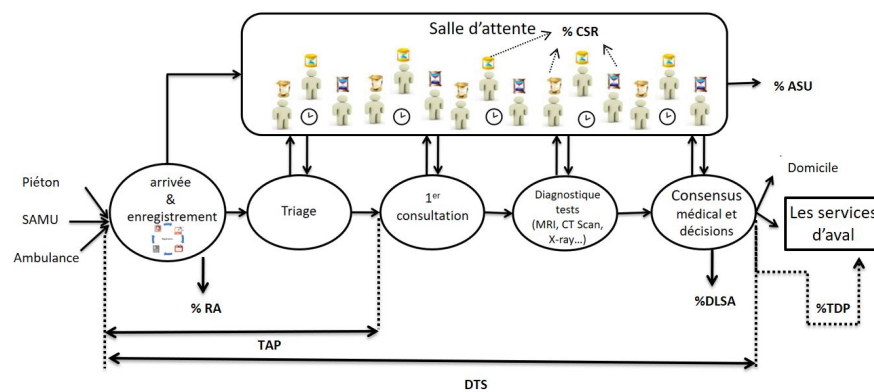 Salle d'attente
% CSR
% ASU
Piéton
SAMU
Ambulance
arrivée
&
enregistrement
Triage
1er
consultation
Diagnostique
tests
(MRI, CT Scan,
X-ray...)
Consensus
médical et
décisions
Domicile
Les services
d'aval
% RA
%DLSA
%TDP
TAP
DTS